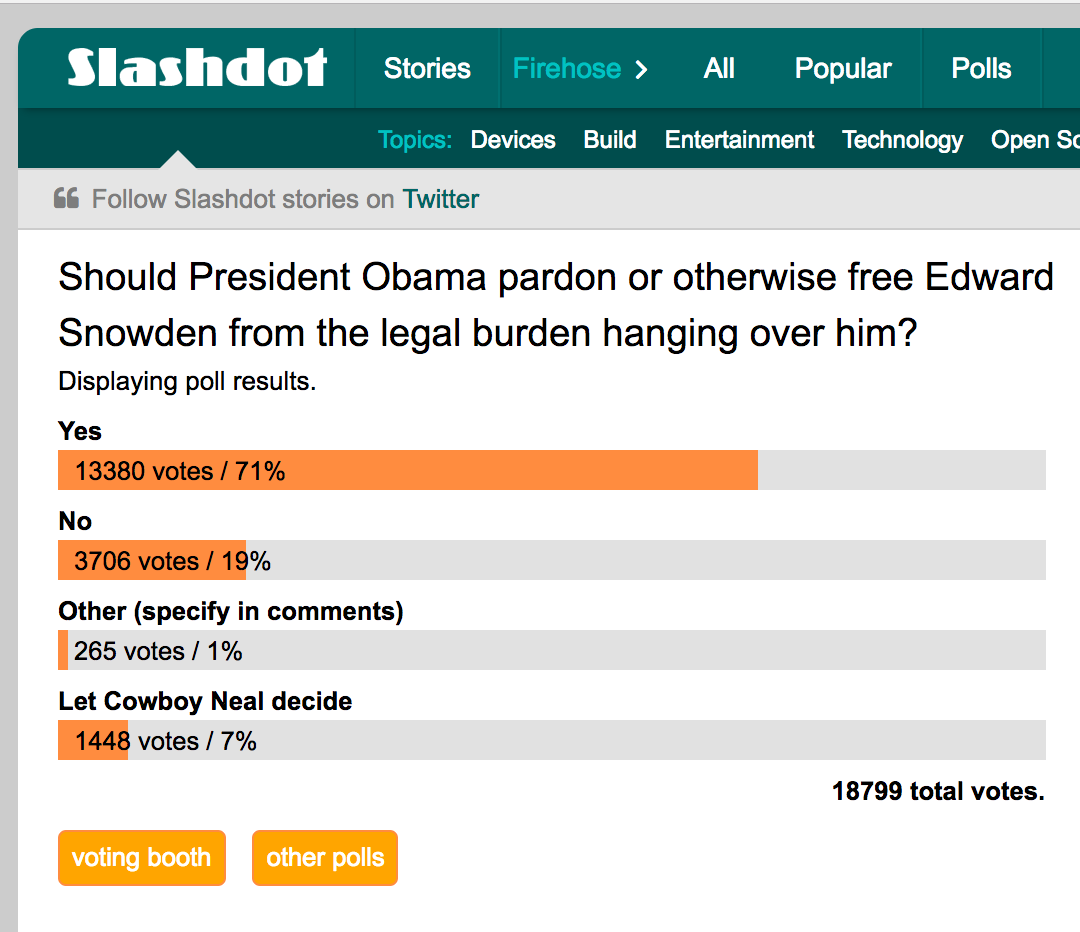 Slashdot Stories Firehose > All Popular Polls
Topics: Devices Build Entertainment Technology Open
Follow Slashdot stories on Twitter
Should President Obama pardon or otherwise free Edward
Snowden from the legal burden hanging over him?
Displaying poll results.
Yes
13380 votes / 71%
No
3706 votes / 19%
Other (specify in comments)
265 votes / 1%
Let Cowboy Neal decide
1448 votes / 7%
18799 total votes.
voting booth other polls